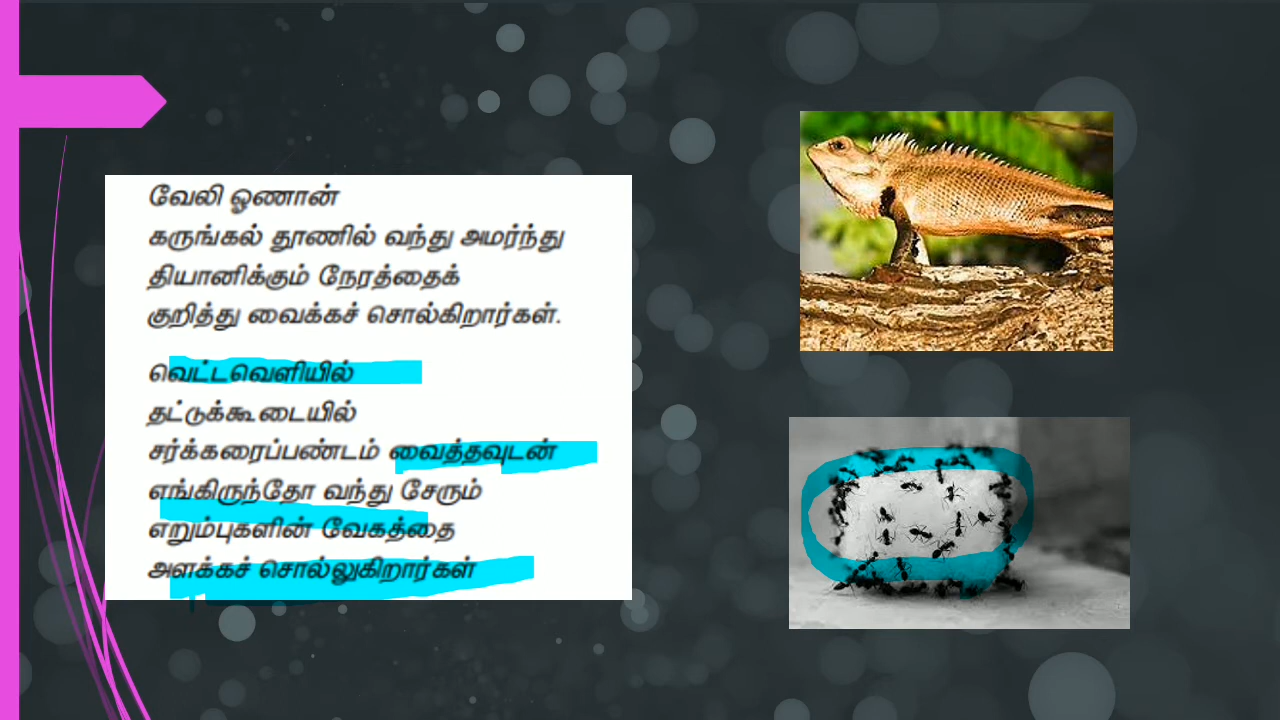 வேலி ஓணான்
கருங்கல் தூணில் வந்து அமர்ந்து
தியானிக்கும் நேரத்தைக்
குறித்து வைக்கச் சொல்கிறார்கள்.
வெட்டவெளியில்
தட்டுக்கூடையில்
சர்க்கரைப்பண்டம் வைத்தவுடன்
எங்கிருந்தோ வந்து சேரும்
எறும்புகளின் வேகத்தை
அளக்கச் சொல்லுகிறார்கள்